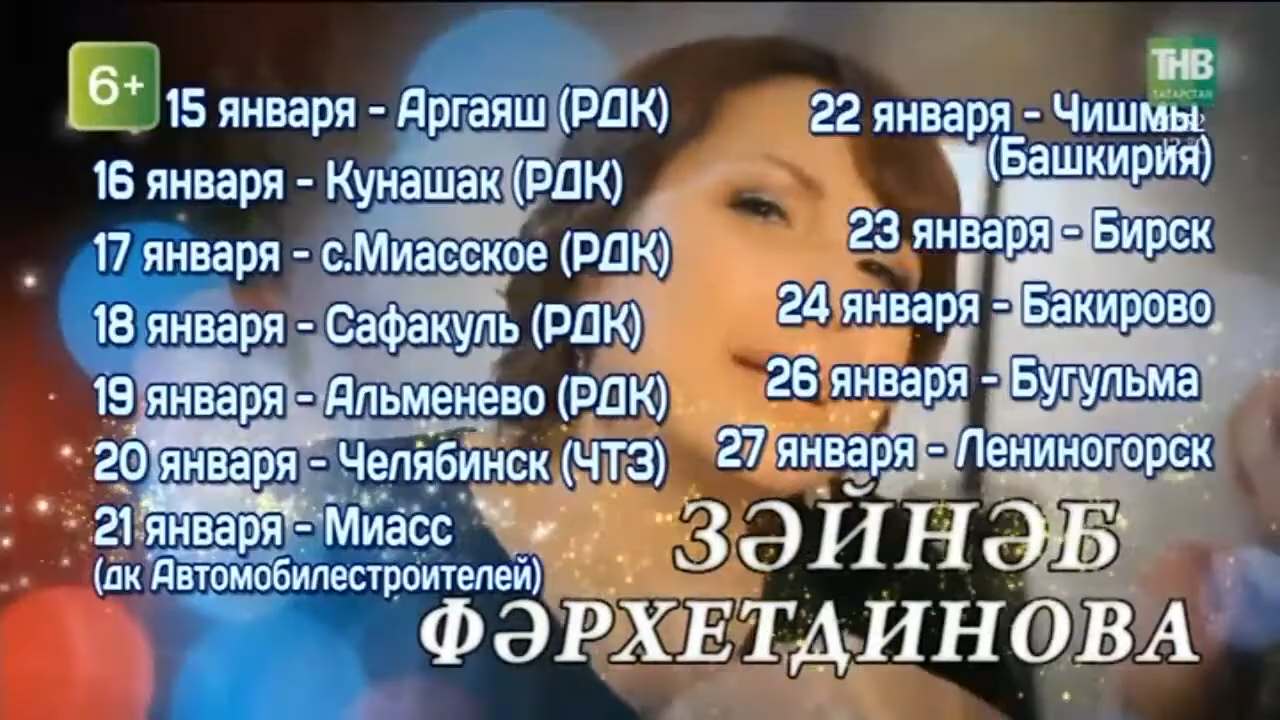 6+
ТНВ
ТАТАРСТАН
15 января - Аргаяш (РДК)
16 января - Кунашак (РДК)
17 января - с.Миасское (РДК)
18 января - Сафакуль (РДК)
19 января - Альменево (РДК)
20 января - Челябинск (ЧТЗ)
21 января - Миасс
(дк Автомобилестроителей)
22 января - Чишмы
(Башкирия)
23 января - Бирск
24 января - Бакирово
26 января - Бугульма
27 января - Лениногорск
ЗӘЙНӘБ
ФӘРХЕТДИНОВА